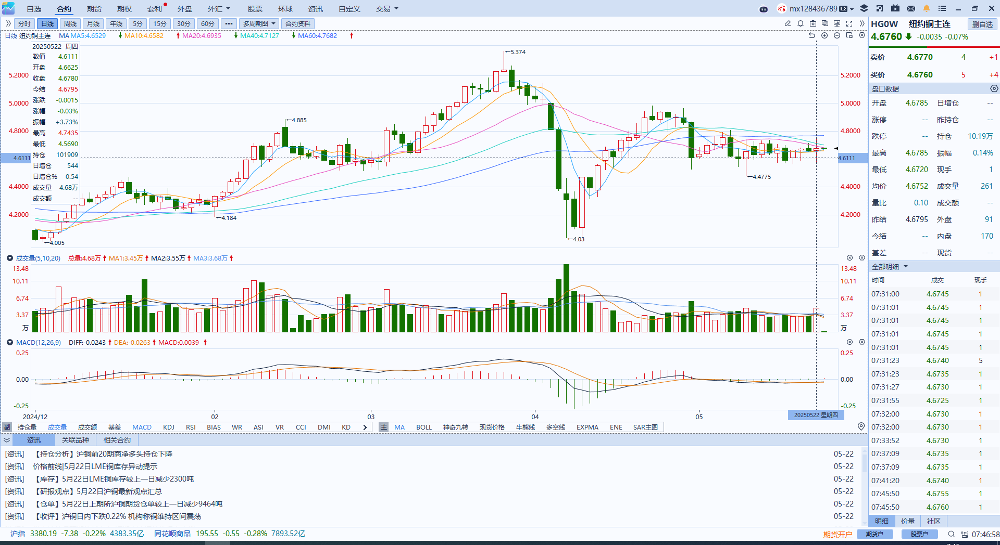 自选 合约 期货 期权 套利 外盘 外汇 股票 环球 资讯 自定义 交易 mx128436789 L2
分时 日线 周线 月线 年线 5分 15分 30分 60分 多周期图 合约资料
HG0W 纽约铜主连 删自选
日线 纽约铜主连 MA MA5:4.6529 MA10:4.6582 MA20:4.6935 MA40:4.7127 MA60:4.7682
4.6760 -0.0035 -0.07%
20250522 周四
数值 4.6111
开盘 4.6625
收盘 4.6780
今结 4.6795
涨跌 -0.0015
涨幅 -0.03%
振幅 +3.73%
最高 4.7435
最低 4.5690
持仓 101909
日增仓 544
日增仓% 0.54
成交量 4.68万
成交额 --
5.2000
5.0000
4.8000
4.6111
4.4000
4.2000
5.374
4.885
4.184
4.005
4.03
4.4775
5.2000
5.0000
4.8000
4.6111
4.4000
4.2000
成交量(5,10,20) 总量:4.68万 MA1:3.45万 MA2:3.55万 MA3:3.68万
13.48
10.11
6.74
3.37
万
13.48
10.11
6.74
3.37
万
MACD(12,26,9) DIFF:-0.0243 DEA:-0.0263 MACD:0.0039
0.25
0.00
-0.25
0.25
0.00
-0.25
2024/12 02 03 04 05 20250522 星期四
副 持仓量 成交量 成交额 基差 MACD KDJ RSI BIAS WR ASI VR CCI DMI KD 主 MA BOLL 神奇九转 现货价格 牛熊线 多空线 EXPMA ENE SAR主图
资讯 关联品种 相关合约
[资讯] 【持仓分析】沪铜前20期商净多头持仓下降 05-22
[资讯] 价格前线|5月22日LME铜库存异动提示 05-22
[资讯] 【库存】5月22日LME铜库存较上一日减少2300吨 05-22
[资讯] 【研报观点】5月22日沪铜最新观点汇总 05-22
[资讯] 【仓单】5月22日上期所沪铜期货仓单较上一日减少9464吨 05-22
[资讯] 【收评】沪铜日内下跌0.22% 机构称铜维持区间震荡 05-22
卖价 4.6770 4 +1
买价 4.6760 5 +4
盘口数据
开盘 4.6785 日增仓 --
涨停 -- 昨持仓 --
跌停 -- 持仓 10.19万
最高 4.6785 振幅 0.14%
最低 4.6720 现手 1
均价 4.6752 成交量 261
量比 0.10 成交额 --
昨结 4.6795 外盘 91
今结 -- 内盘 170
基差 -- 现货 --
全部明细
时间 成交 现手
07:31:00 4.6745 1
07:31:01 4.6745 1
07:31:01 4.6745 1
07:31:01 4.6745 1
07:31:01 4.6745 1
07:31:23 4.6740 5
07:31:23 4.6735 1
07:31:27 4.6730 1
07:31:55 4.6725 1
07:32:00 4.6730 1
07:32:00 4.6730 1
07:33:52 4.6730 1
07:37:09 4.6735 1
07:37:09 4.6735 1
07:41:20 4.6740 1
07:45:50 4.6755 1
07:45:50 4.6760 1
明细 价量 社区
沪指 3380.19 -7.38 -0.22% 4383.35亿 同花顺商品 195.55 -0.55 -0.28% 7893.52亿 期货开户 期货户 股票户 07:46:58